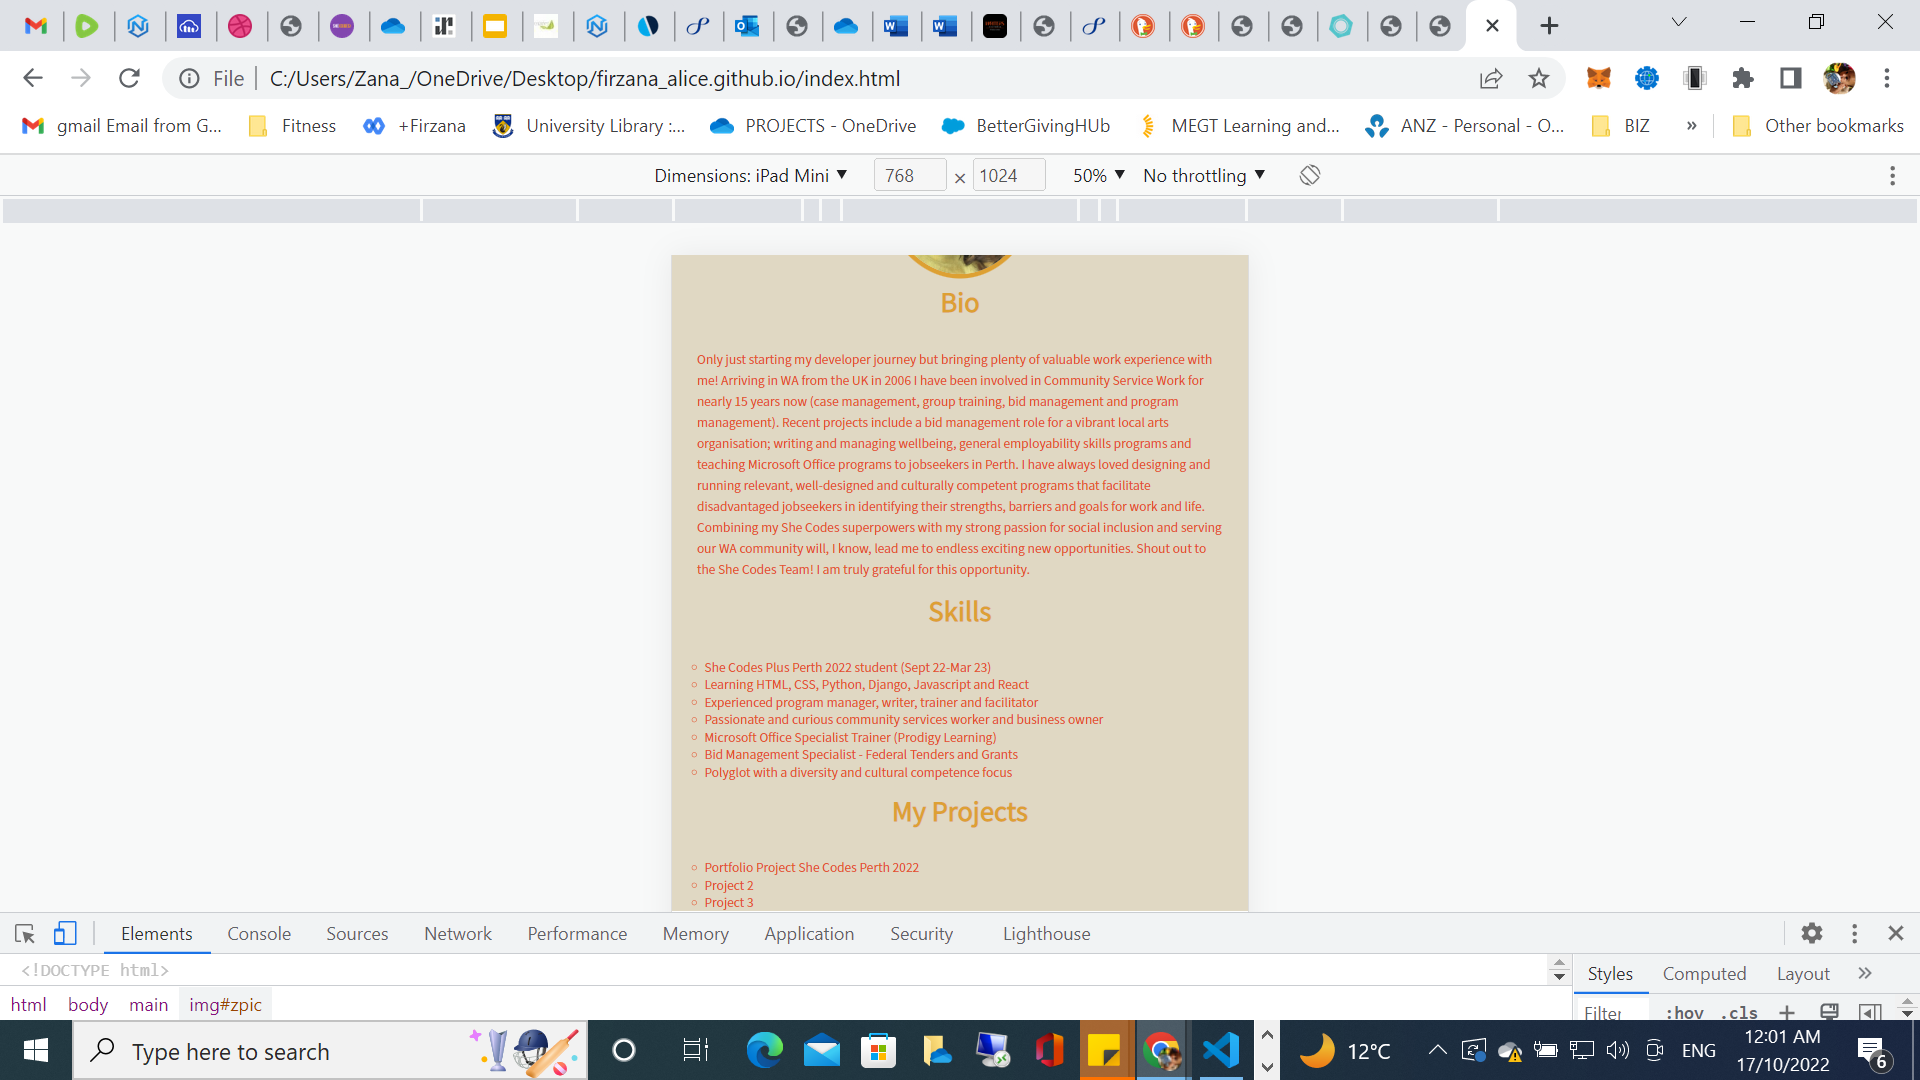 File
C:/Users/Zana_/OneDrive/Desktop/firzana_alice.github.io/index.html
gmail Email from G...
Fitness
+Firzana
University Library :...
PROJECTS - OneDrive
BetterGivingHUb
MEGT Learning and...
ANZ - Personal - O...
BIZ
»
Other bookmarks
Dimensions: iPad Mini ▼ 768 × 1024 50% ▼ No throttling ▼
Bio
Only just starting my developer journey but bringing plenty of valuable work experience with
me! Arriving in WA from the UK in 2006 I have been involved in Community Service Work for
nearly 15 years now (case management, group training, bid management and program
management). Recent projects include a bid management role for a vibrant local arts
organisation; writing and managing wellbeing, general employability skills programs and
teaching Microsoft Office programs to jobseekers in Perth. I have always loved designing and
running relevant, well-designed and culturally competent programs that facilitate
disadvantaged jobseekers in identifying their strengths, barriers and goals for work and life.
Combining my She Codes superpowers with my strong passion for social inclusion and serving
our WA community will, I know, lead me to endless exciting new opportunities. Shout out to
the She Codes Team! I am truly grateful for this opportunity.
Skills
She Codes Plus Perth 2022 student (Sept 22-Mar 23)
Learning HTML, CSS, Python, Django, Javascript and React
Experienced program manager, writer, trainer and facilitator
Passionate and curious community services worker and business owner
Microsoft Office Specialist Trainer (Prodigy Learning)
Bid Management Specialist - Federal Tenders and Grants
Polyglot with a diversity and cultural competence focus
My Projects
Portfolio Project She Codes Perth 2022
Project 2
Project 3
Elements Console Sources Network Performance Memory Application Security Lighthouse
<!DOCTYPE html>
html body main img#zpic
Styles Computed Layout »
Filter :hov .cls +
Type here to search
12°C
ENG
12:01 AM
17/10/2022
6